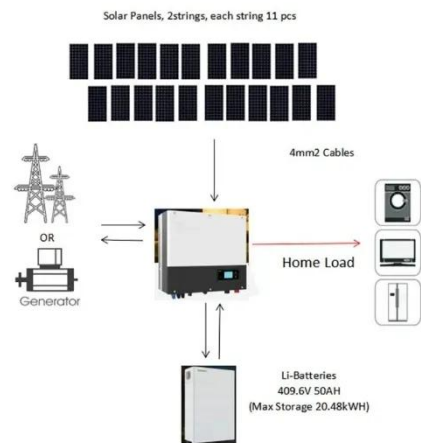 Solar Panels, 2strings, each string 11 pcs
4mm2 Cables
OR
Generator
Home Load
Li-Batteries
409.6V 50AH
(Max Storage 20.48kWH)